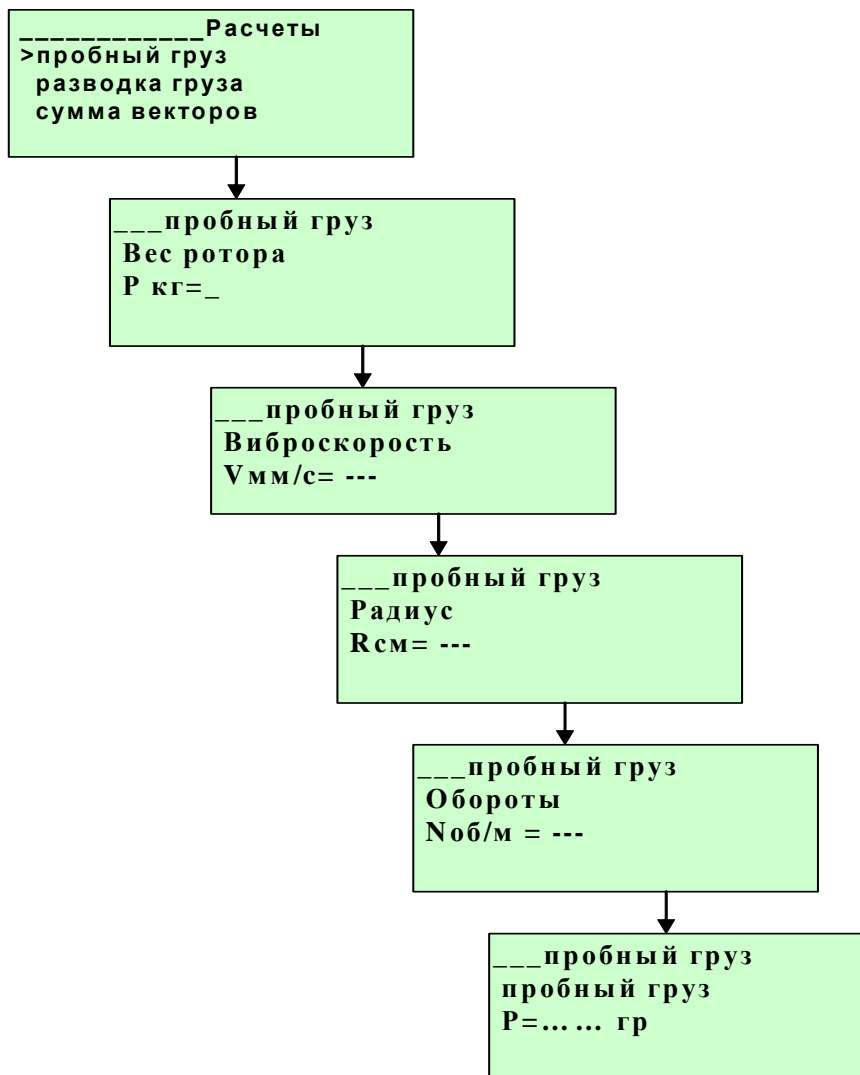 ____________Расчеты
>пробный груз
разводка груза
сумма векторов
___пробный груз
Вес ротора
P кг=_
___пробный груз
Виброскорость
Vмм/с= ---
___пробный груз
Радиус
Rсм= ---
___пробный груз
Обороты
Nоб/м = ---
___пробный груз
пробный груз
P=... ... гр